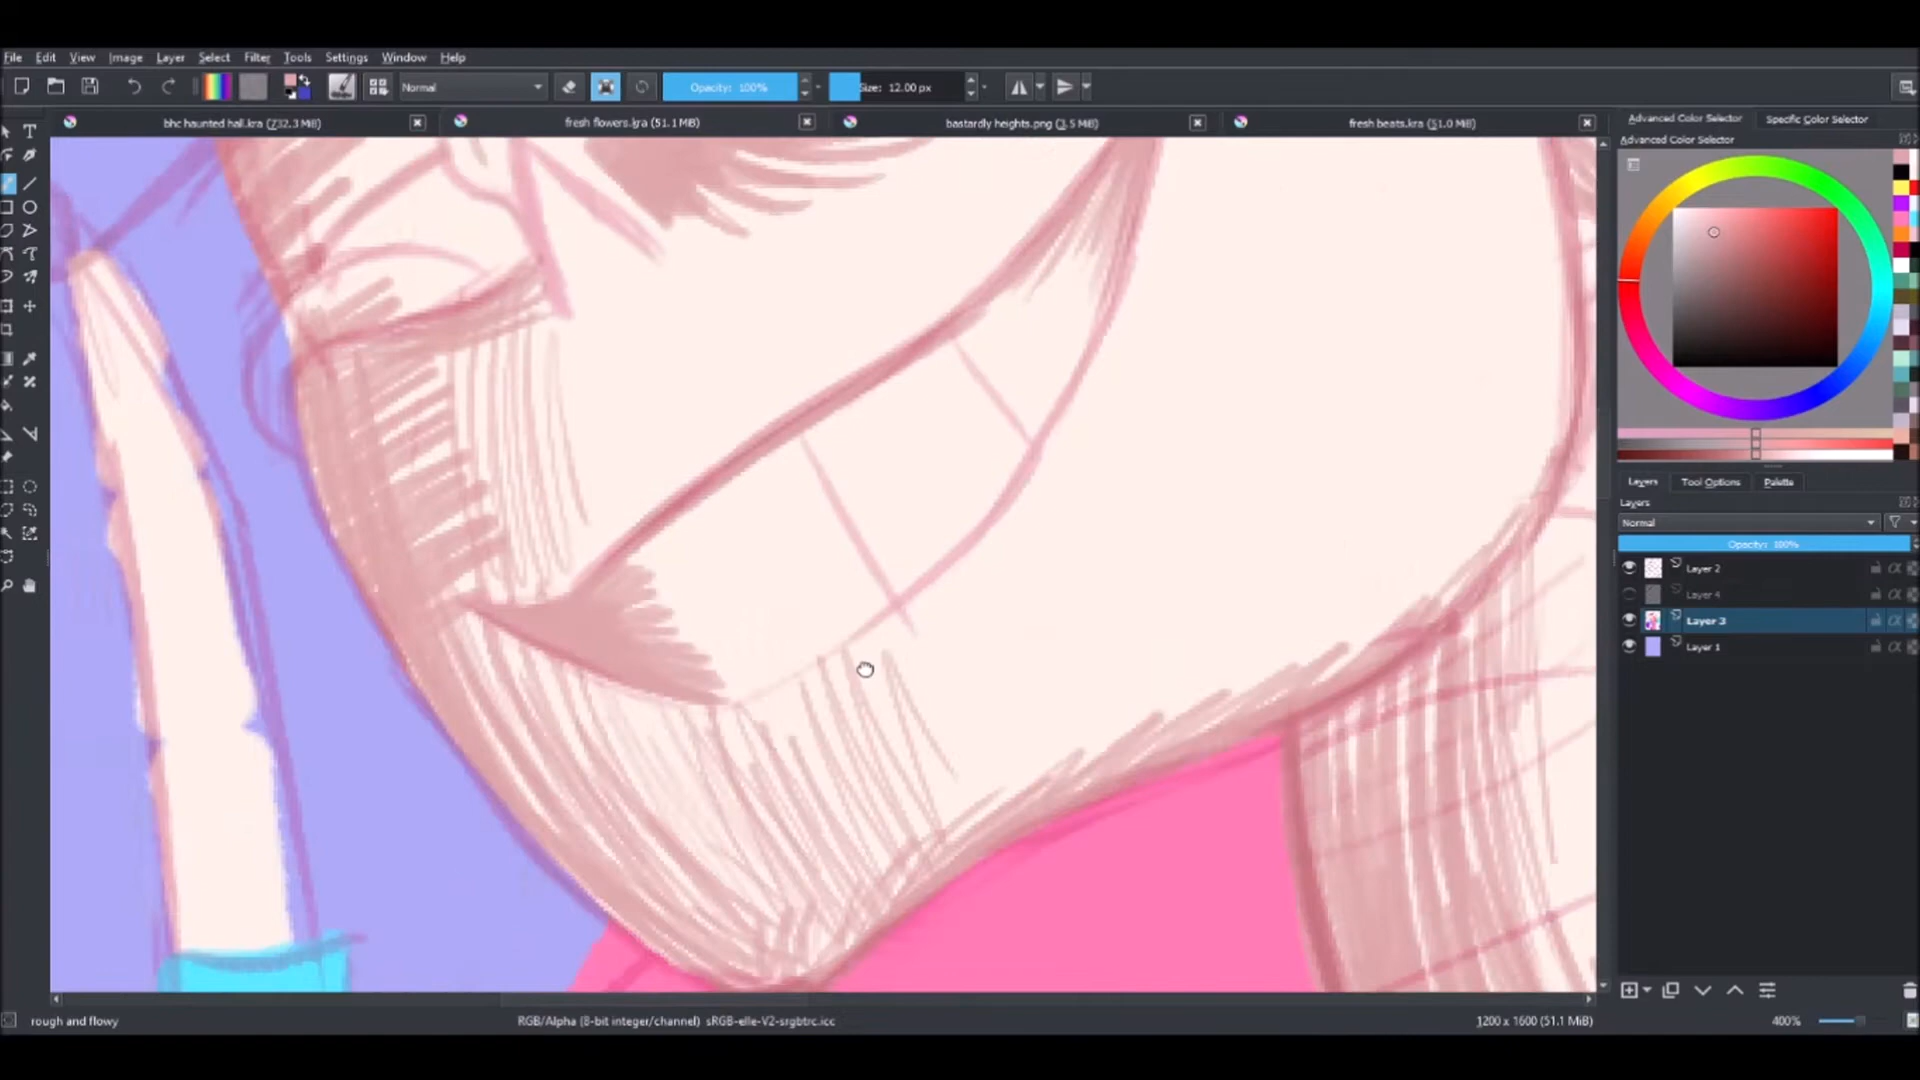 File Edit View Image Layer Select Filter Tools Settings Window Help
Normal Opacity: 100% Size: 12.00 px
bhc haunted hall.kra (732.3 MiB) fresh flowers.kra (51.1 MiB) bastardly heights.png (3.5 MiB) fresh beats.kra (51.0 MiB)
Advanced Color Selector Specific Color Selector
Advanced Color Selector
Layers Tool Options Palette
Layers
Normal
Opacity: 100%
Layer 2
Layer 4
Layer 3
Layer 1
rough and flowy RGB/Alpha (8-bit integer/channel) sRGB-elle-V2-srgbtrc.icc 1200 x 1600 (51.1 MiB) 400%